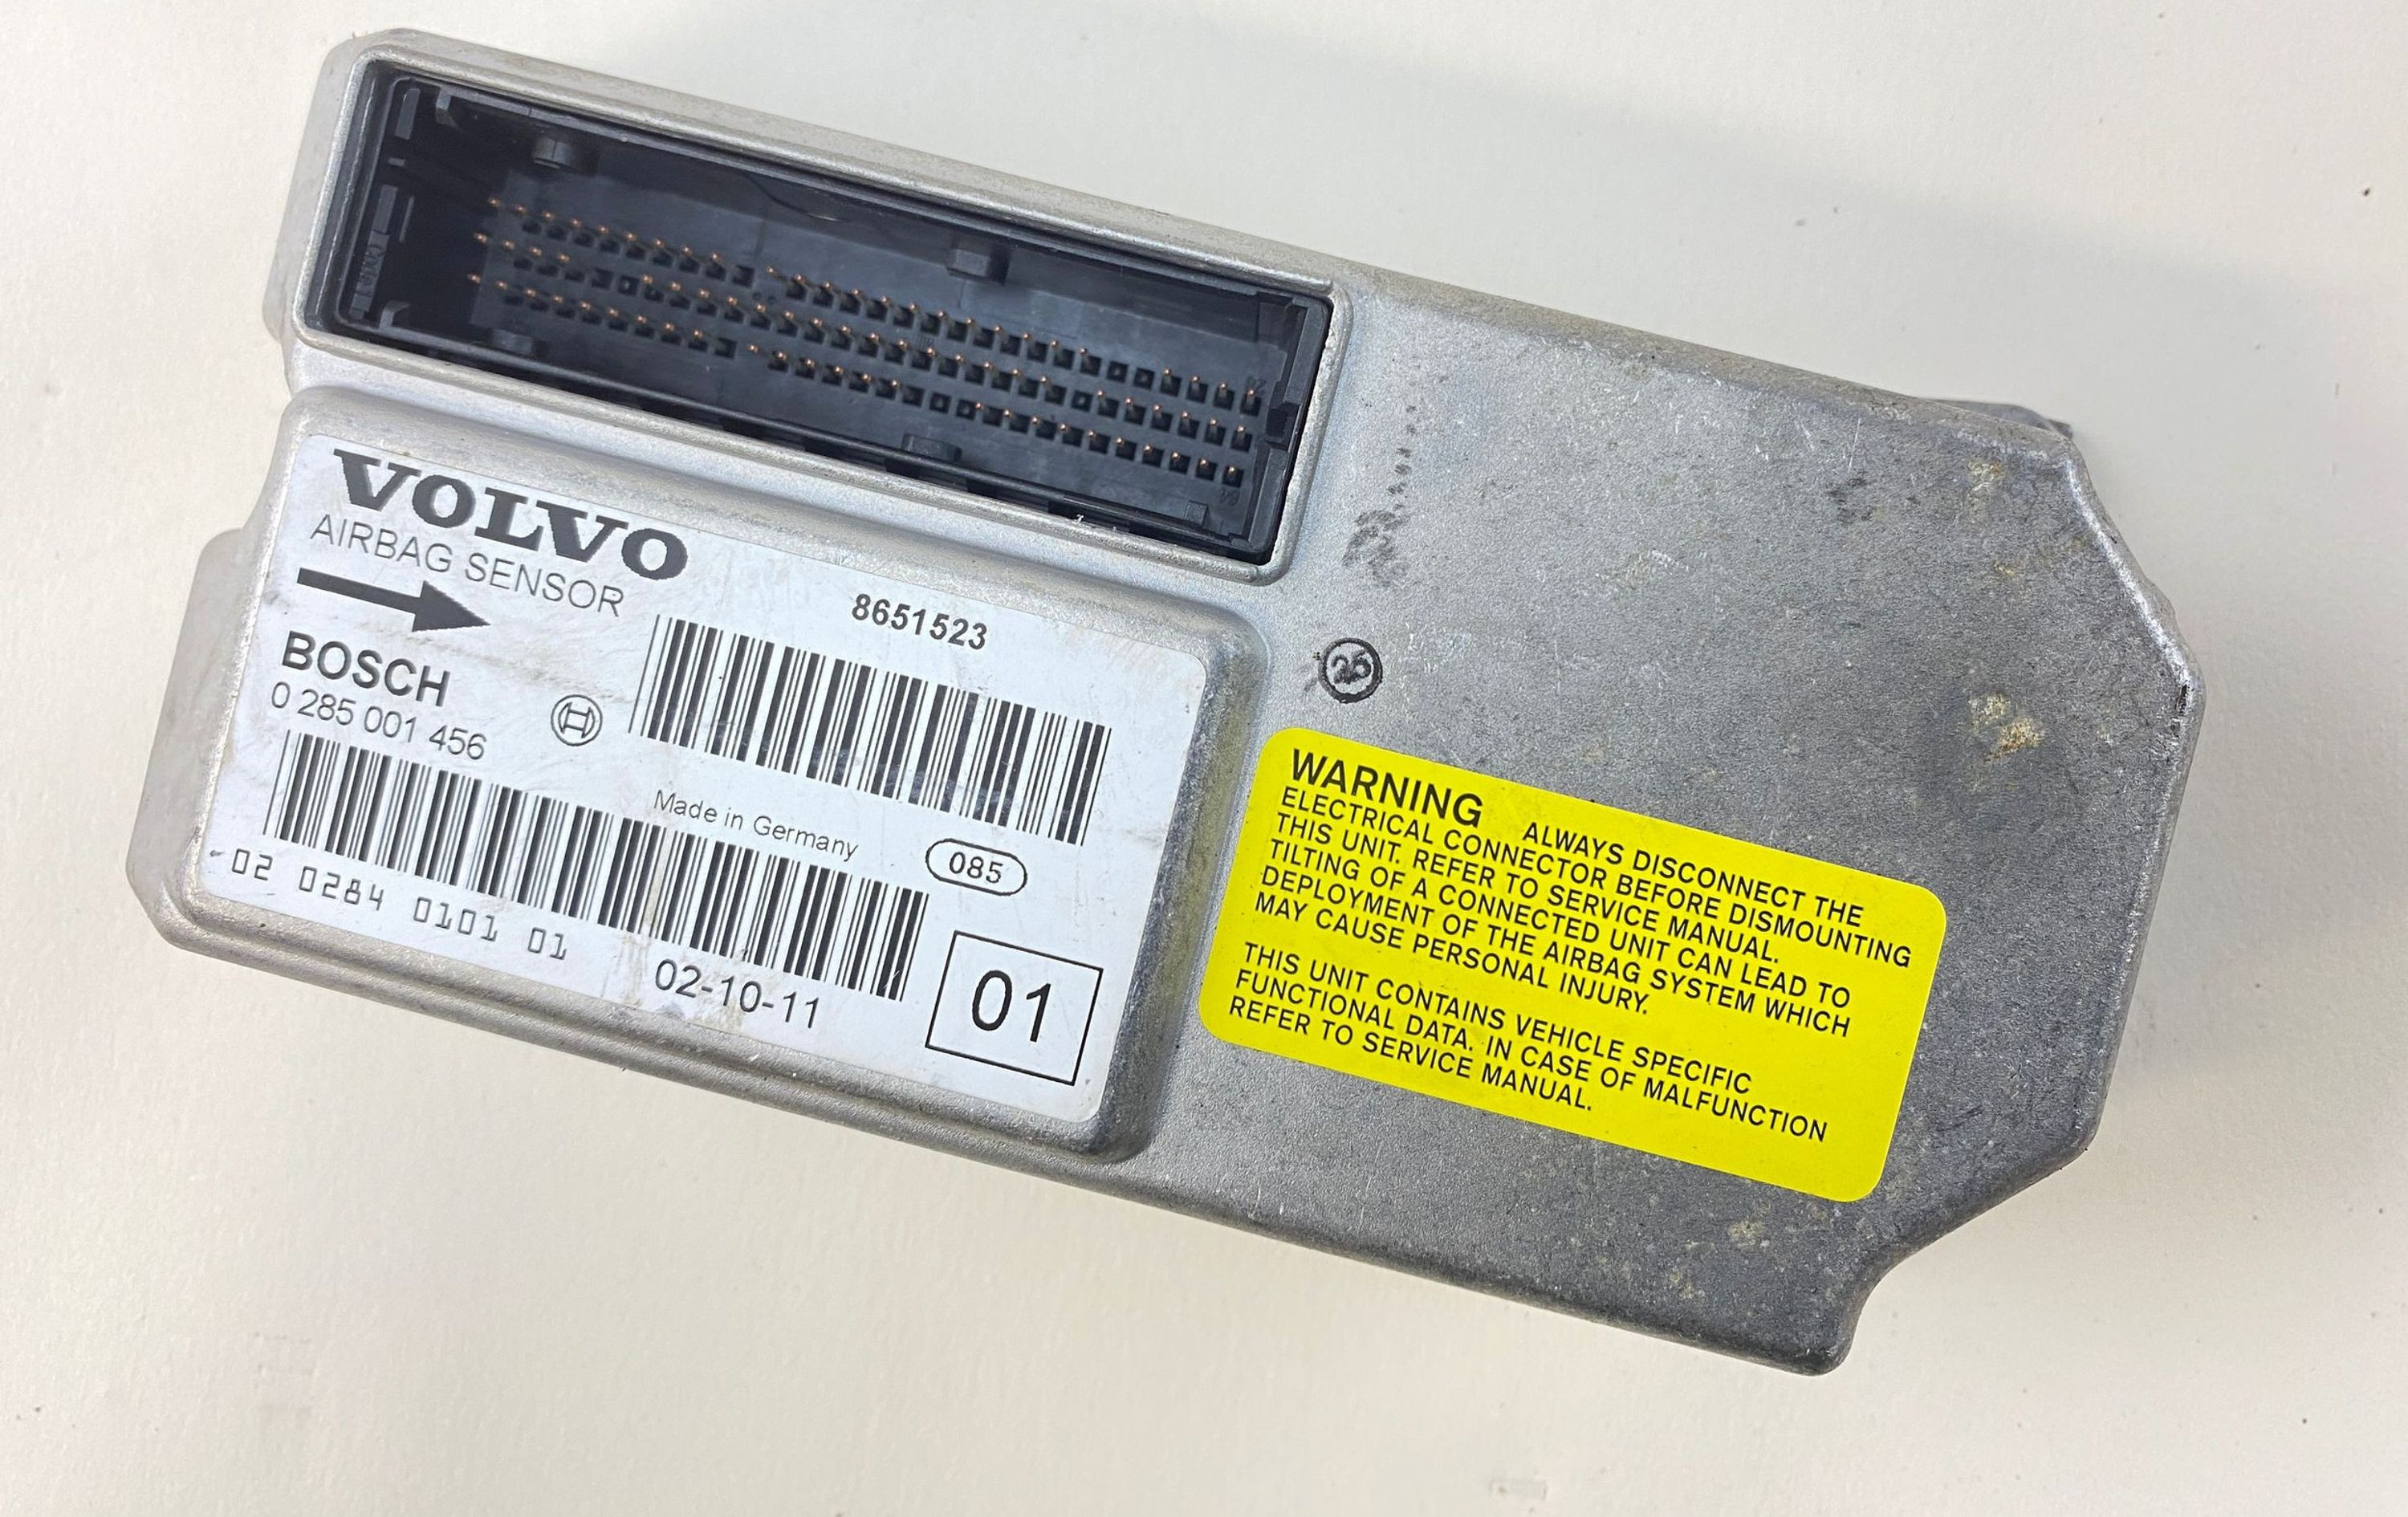 VOLVO
AIRBAG SENSOR
8651523
BOSCH
0 285 001 456
Made in Germany
085
02 0284 0101 01
02-10-11
01
26
WARNING ALWAYS DISCONNECT THE
ELECTRICAL CONNECTOR BEFORE DISMOUNTING
THIS UNIT. REFER TO SERVICE MANUAL.
TILTING OF A CONNECTED UNIT CAN LEAD TO
DEPLOYMENT OF THE AIRBAG SYSTEM WHICH
MAY CAUSE PERSONAL INJURY.
THIS UNIT CONTAINS VEHICLE SPECIFIC
FUNCTIONAL DATA. IN CASE OF MALFUNCTION
REFER TO SERVICE MANUAL.